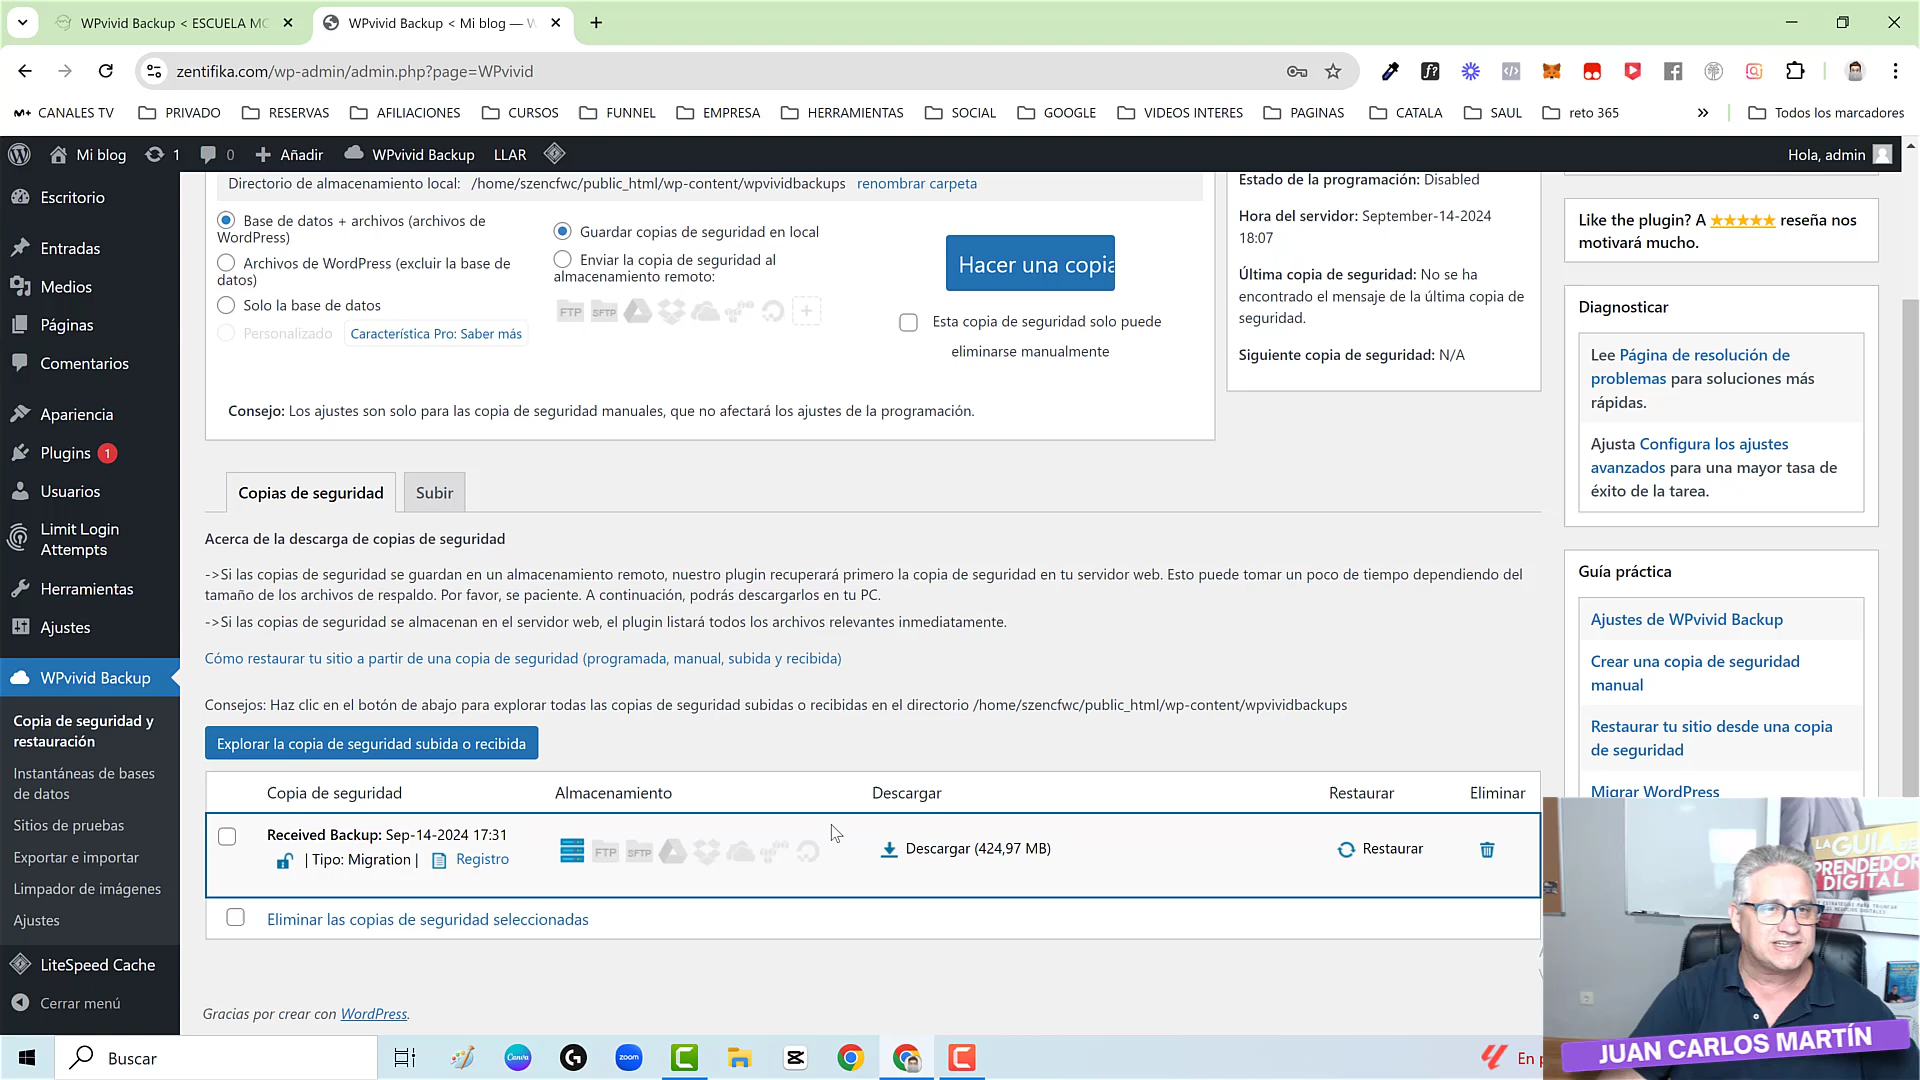 WPvivid Backup < ESCUELA MO
WPvivid Backup < Mi blog — W
zentifika.com/wp-admin/admin.php?page=WPvivid
CANALES TV
PRIVADO
RESERVAS
AFILIACIONES
CURSOS
FUNNEL
EMPRESA
HERRAMIENTAS
SOCIAL
GOOGLE
VIDEOS INTERES
PAGINAS
CATALA
SAUL
reto 365
»
Todos los marcadores
Mi blog
1
0
Añadir
WPvivid Backup
LLAR
Hola, admin
Escritorio
Entradas
Medios
Páginas
Comentarios
Apariencia
Plugins 1
Usuarios
Limit Login
Attempts
Herramientas
Ajustes
WPvivid Backup
Copia de seguridad y
restauración
Instantáneas de bases
de datos
Sitios de pruebas
Exportar e importar
Limpador de imágenes
Ajustes
LiteSpeed Cache
Cerrar menú
Directorio de almacenamiento local: /home/szencfwc/public_html/wp-content/wpvividbackups renombrar carpeta
Base de datos + archivos (archivos de
WordPress)
Archivos de WordPress (excluir la base de
datos)
Solo la base de datos
Personalizado
Característica Pro: Saber más
Guardar copias de seguridad en local
Enviar la copia de seguridad al
almacenamiento remoto:
FTP
SFTP
Hacer una copia
Esta copia de seguridad solo puede
eliminarse manualmente
Consejo: Los ajustes son solo para las copia de seguridad manuales, que no afectará los ajustes de la programación.
Estado de la programación: Disabled
Hora del servidor: September-14-2024
18:07
Última copia de seguridad: No se ha
encontrado el mensaje de la última copia de
seguridad.
Siguiente copia de seguridad: N/A
Like the plugin? A ★★★★★ reseña nos
motivará mucho.
Diagnosticar
Lee Página de resolución de
problemas para soluciones más
rápidas.
Ajusta Configura los ajustes
avanzados para una mayor tasa de
éxito de la tarea.
Guía práctica
Ajustes de WPvivid Backup
Crear una copia de seguridad
manual
Restaurar tu sitio desde una copia
de seguridad
Migrar WordPress
Copias de seguridad
Subir
Acerca de la descarga de copias de seguridad
->Si las copias de seguridad se guardan en un almacenamiento remoto, nuestro plugin recuperará primero la copia de seguridad en tu servidor web. Esto puede tomar un poco de tiempo dependiendo del
tamaño de los archivos de respaldo. Por favor, se paciente. A continuación, podrás descargarlos en tu PC.
->Si las copias de seguridad se almacenan en el servidor web, el plugin listará todos los archivos relevantes inmediatamente.
Cómo restaurar tu sitio a partir de una copia de seguridad (programada, manual, subida y recibida)
Consejos: Haz clic en el botón de abajo para explorar todas las copias de seguridad subidas o recibidas en el directorio /home/szencfwc/public_html/wp-content/wpvividbackups
Explorar la copia de seguridad subida o recibida
Copia de seguridad
Almacenamiento
Descargar
Restaurar
Eliminar
Received Backup: Sep-14-2024 17:31
| Tipo: Migration | Registro
FTP
SFTP
Descargar (424,97 MB)
Restaurar
Eliminar las copias de seguridad seleccionadas
Gracias por crear con WordPress.
LA GUIA
PRENDEDOR
DIGITAL
JUAN CARLOS MARTÍN
Buscar
Canva
zoom